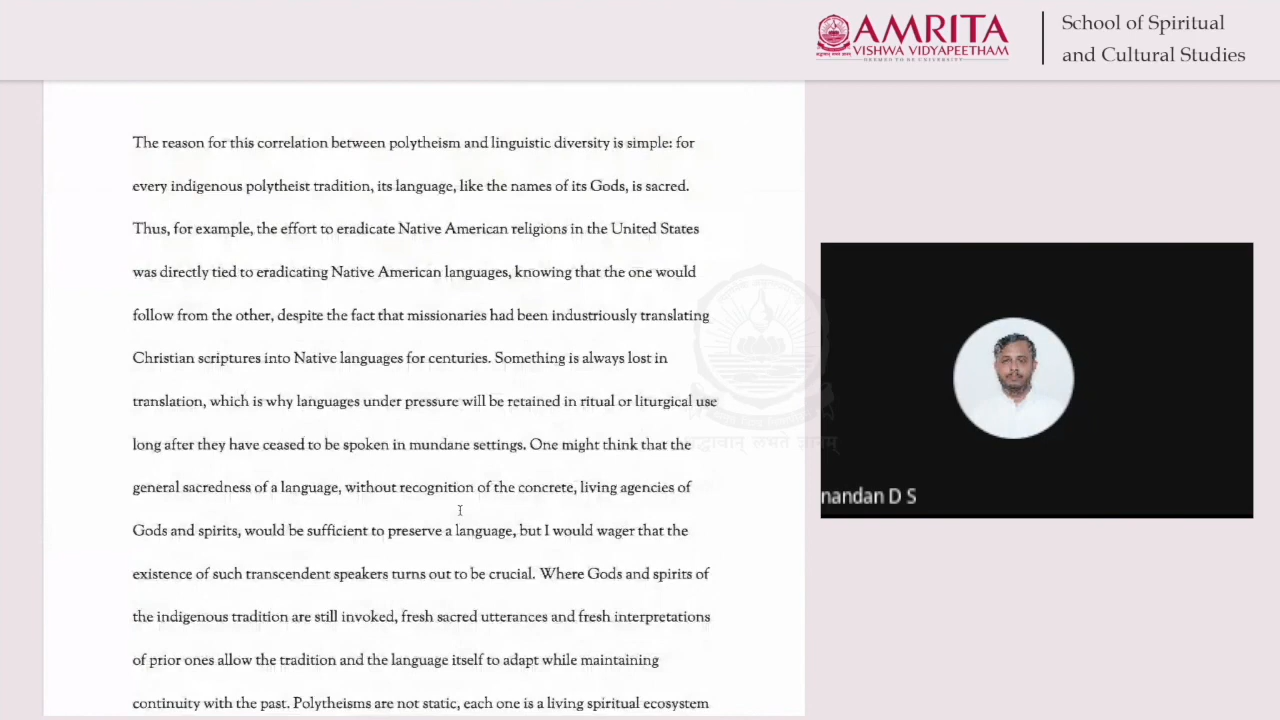 AMRITA
VISHWA VIDYAPEETHAM
DEEMED TO BE UNIVERSITY
School of Spiritual
and Cultural Studies
The reason for this correlation between polytheism and linguistic diversity is simple: for
every indigenous polytheist tradition, its language, like the names of its Gods, is sacred.
Thus, for example, the effort to eradicate Native American religions in the United States
was directly tied to eradicating Native American languages, knowing that the one would
follow from the other, despite the fact that missionaries had been industriously translating
Christian scriptures into Native languages for centuries. Something is always lost in
translation, which is why languages under pressure will be retained in ritual or liturgical use
long after they have ceased to be spoken in mundane settings. One might think that the
general sacredness of a language, without recognition of the concrete, living agencies of
Gods and spirits, would be sufficient to preserve a language, but I would wager that the
existence of such transcendent speakers turns out to be crucial. Where Gods and spirits of
the indigenous tradition are still invoked, fresh sacred utterances and fresh interpretations
of prior ones allow the tradition and the language itself to adapt while maintaining
continuity with the past. Polytheisms are not static, each one is a living spiritual ecosystem
nandan D S